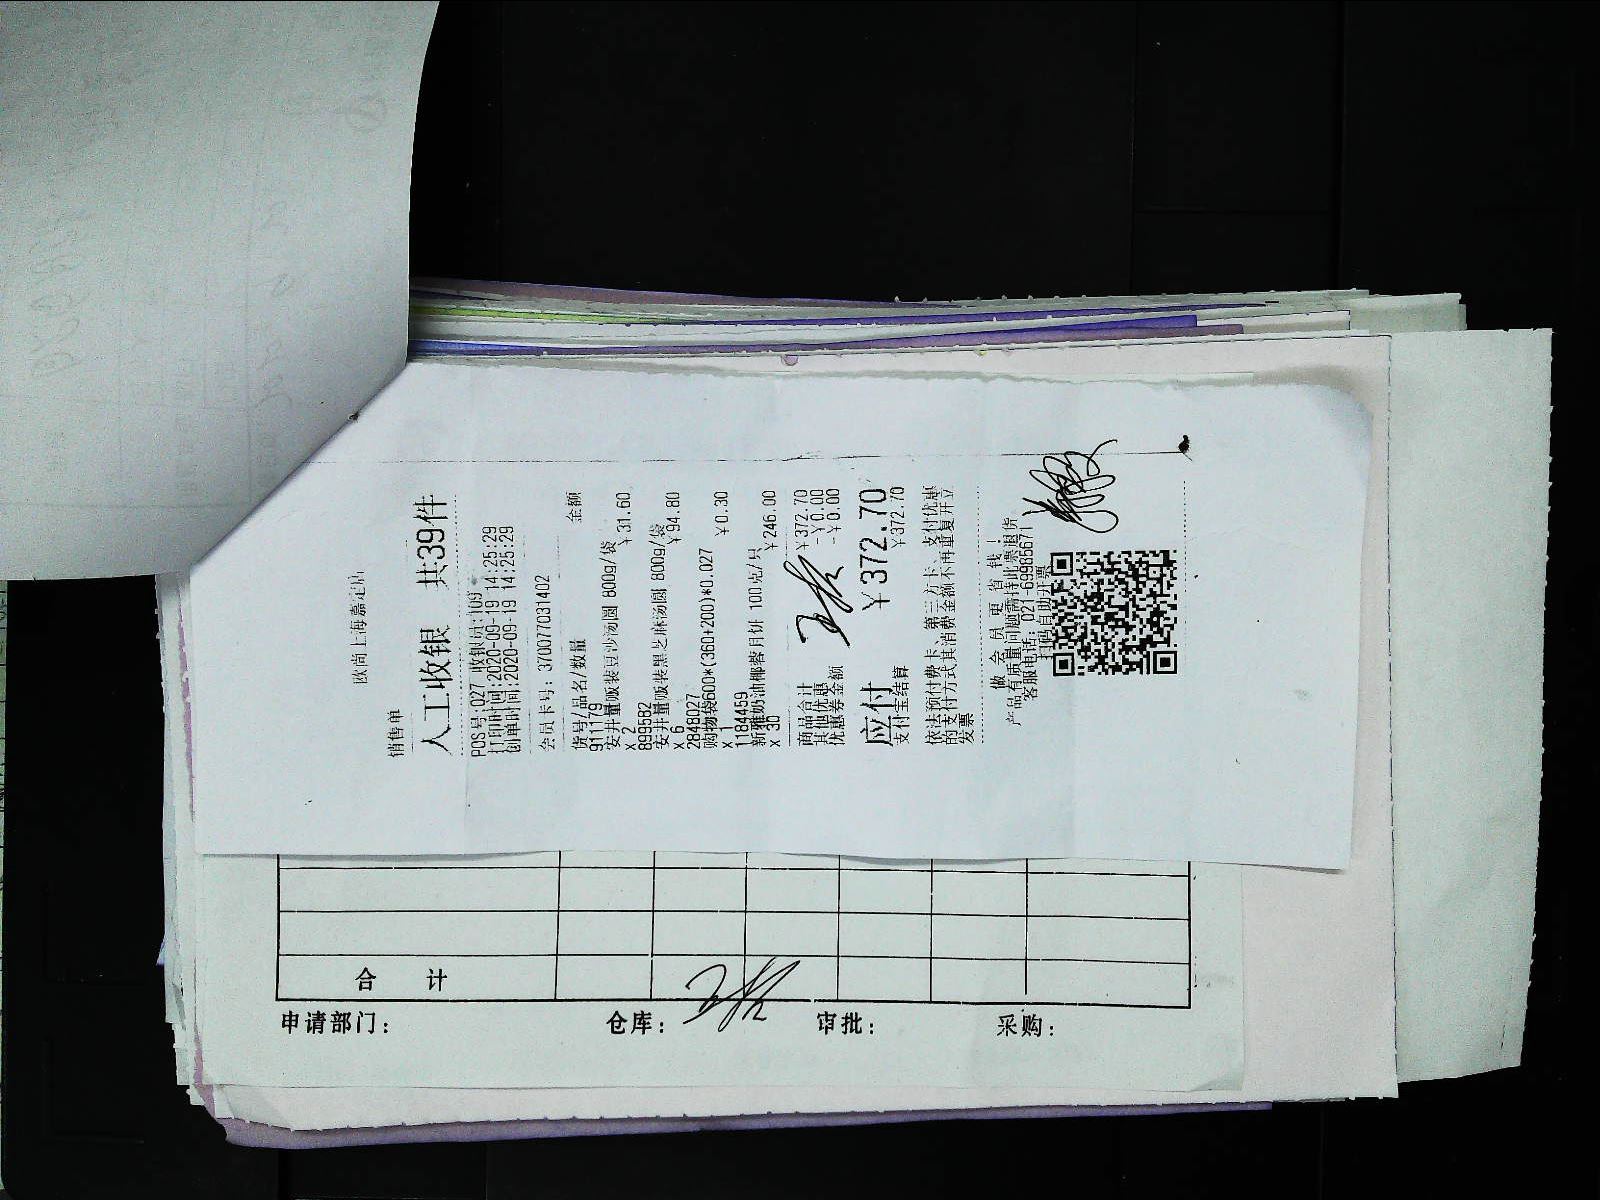 欧尚上海嘉定店
销售单
人工收银 共39件
POS号:027 收银员:109
打印时间:2020-09-19 14:25:29
创单时间:2020-09-19 14:25:29
会员卡号: 370077031402
货号/品名/数量 金额
911179
安井量贩装豆沙汤圆 800g/袋
x 2 ¥31.60
899582
安井量贩装黑芝麻汤圆 800g/袋
x 6 ¥94.80
2848027
购物袋600*(360+200)*0.027
x 1 ¥0.30
1184459
新雅奶油椰蓉月饼 100克/只
x 30 ¥246.00
商品合计 ¥372.70
其他优惠 -¥0.00
优惠券金额 -¥0.00
应付 ¥372.70
支付宝结算 ¥372.70
依法预付费卡、第三方卡、支付优惠
的支付方式其消费金额不再重复开立
发票
做会员更省钱!
产品有质量问题需持此票退货
客服电话: 021-69985671
扫码自助开票
合 计
申请部门: 仓库: 审批: 采购: